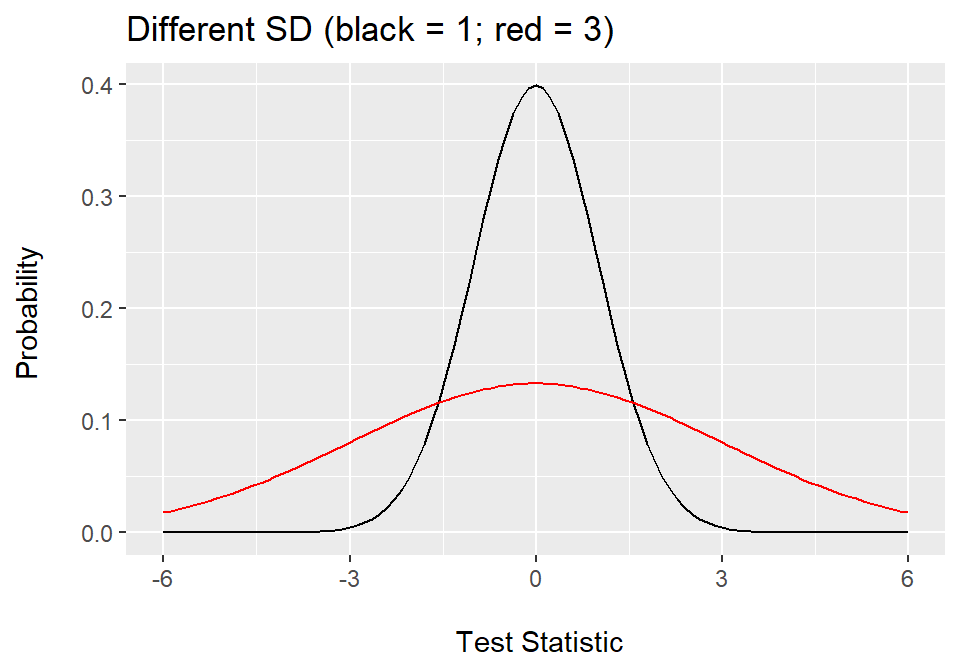 Different SD (black = 1; red = 3)
Probability
0.4
0.3
0.2
0.1
0.0
-6 -3 0 3 6
Test Statistic